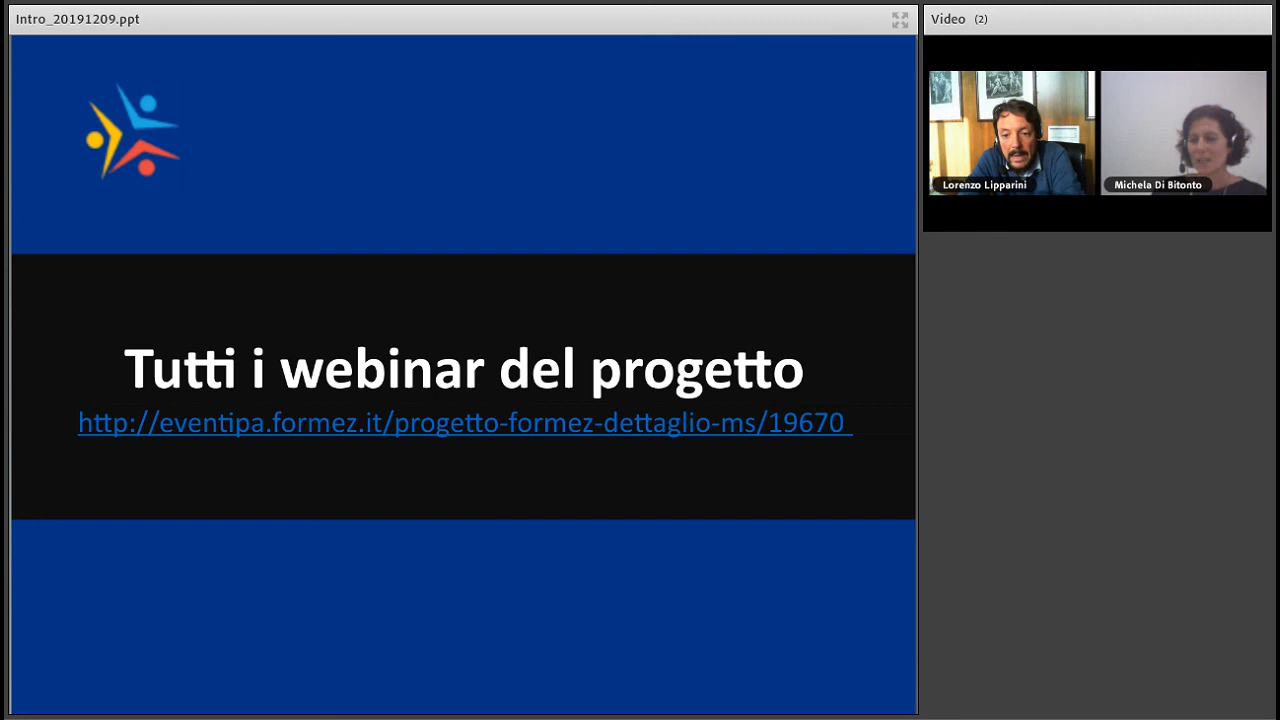 Intro_20191209.ppt
Video (2)
Lorenzo Lipparini
Michela Di Bitonto
Tutti i webinar del progetto
http://eventipa.formez.it/progetto-formez-dettaglio-ms/19670